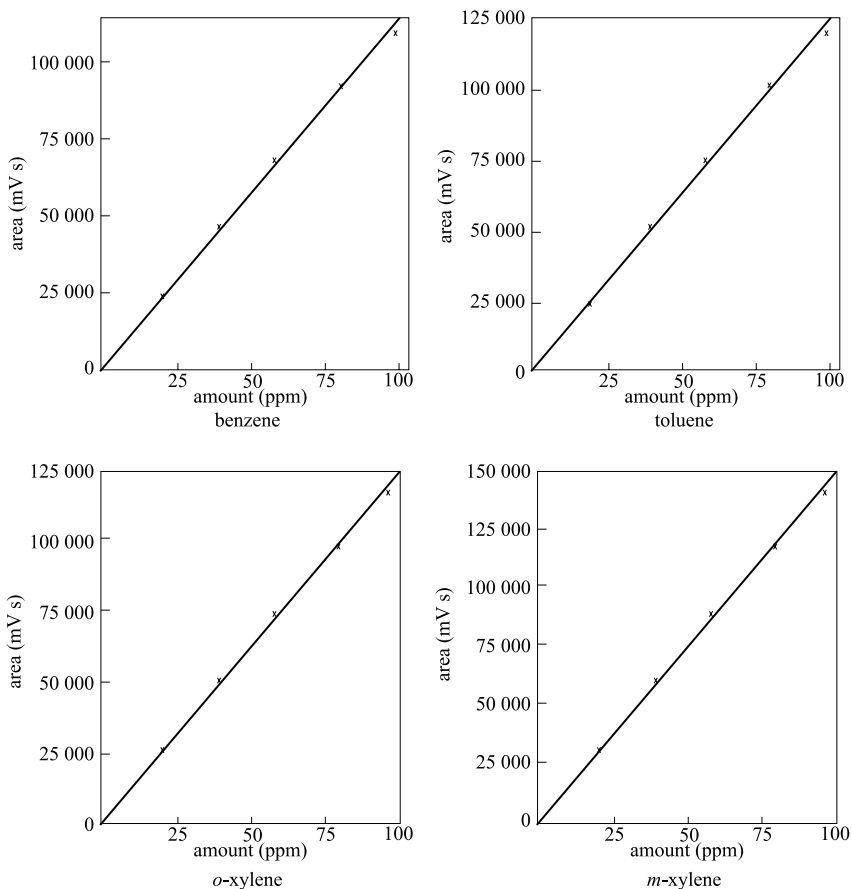 100 000
75 000
50 000
25 000
0
area (mV s)
25 50 75 100
amount (ppm)
benzene
125 000
100 000
75 000
50 000
25 000
0
area (mV s)
25 50 75 100
amount (ppm)
toluene
125 000
100 000
75 000
50 000
25 000
0
area (mV s)
25 50 75 100
amount (ppm)
o-xylene
150 000
125 000
100 000
75 000
50 000
25 000
0
area (mV s)
25 50 75 100
amount (ppm)
m-xylene